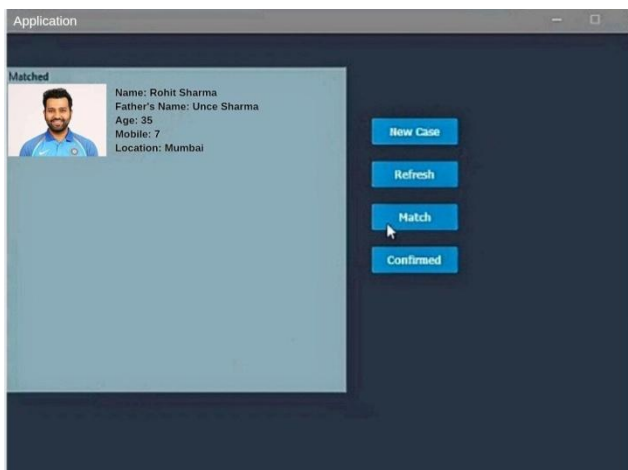 Application
Matched
Name: Rohit Sharma
Father's Name: Unce Sharma
Age: 35
Mobile: 7
Location: Mumbai
New Case
Refresh
Match
Confirmed